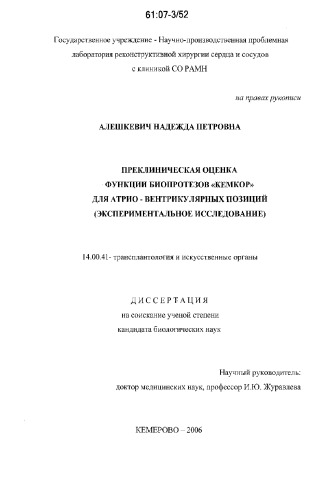 61:07-3/52
Государственное учреждение - Научно-производственная проблемная
лаборатория реконструктивной хирургии сердца и сосудов
с клиникой СО РАМН
на правах рукописи
АЛЕШКЕВИЧ НАДЕЖДА ПЕТРОВНА
ПРЕКЛИНИЧЕСКАЯ ОЦЕНКА
ФУНКЦИИ БИОПРОТЕЗОВ «КЕМКОР»
ДЛЯ АТРИО - ВЕНТРИКУЛЯРНЫХ ПОЗИЦИЙ
(ЭКСПЕРИМЕНТАЛЬНОЕ ИССЛЕДОВАНИЕ)
14.00.41- трансплантология и искусственные органы
ДИССЕРТАЦИЯ
на соискание ученой степени
кандидата биологических наук
Научный руководитель:
доктор медицинских наук, профессор И.Ю. Журавлева
КЕМЕРОВО – 2006